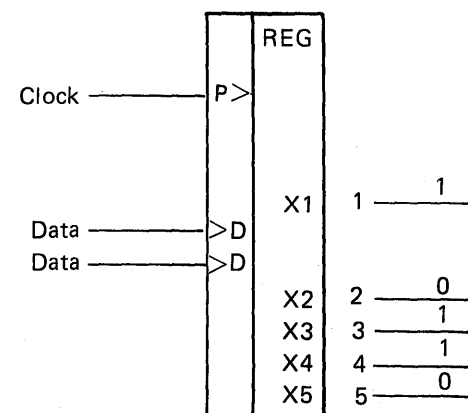 REG
Clock P>
X1 1 1
Data >D
Data >D
X2 2 0
X3 3 1
X4 4 1
X5 5 0